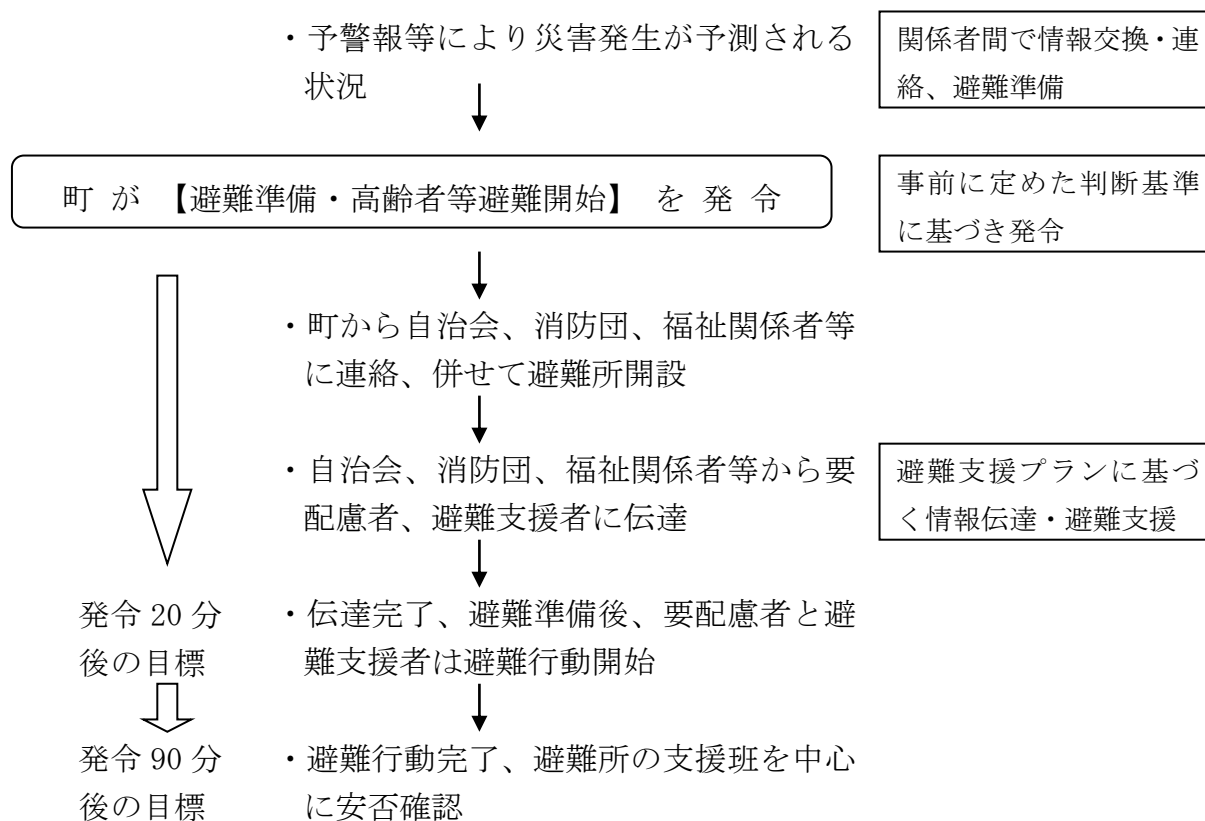 ・予警報等により災害発生が予測される
状況
関係者間で情報交換・連
絡、避難準備
町 が 【避難準備・高齢者等避難開始】 を 発 令
事前に定めた判断基準
に基づき発令
・町から自治会、消防団、福祉関係者等
に連絡、併せて避難所開設
・自治会、消防団、福祉関係者等から要
配慮者、避難支援者に伝達
避難支援プランに基づ
く情報伝達・避難支援
発令 20 分
後の目標
・伝達完了、避難準備後、要配慮者と避
難支援者は避難行動開始
発令 90 分
後の目標
・避難行動完了、避難所の支援班を中心
に安否確認